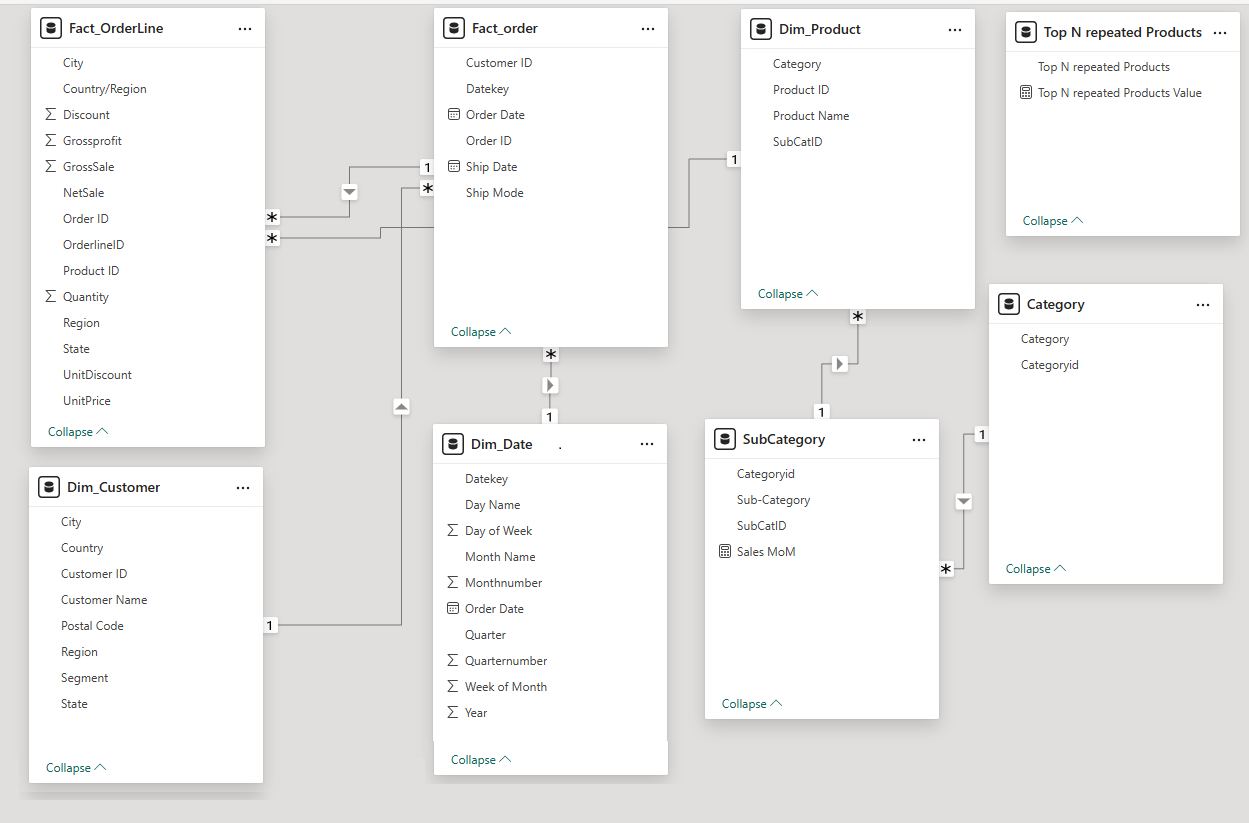 Fact_OrderLine
City
Country/Region
Discount
Grossprofit
GrossSale
NetSale
Order ID
OrderlineID
Product ID
Quantity
Region
State
UnitDiscount
UnitPrice
Collapse
Fact_order
Customer ID
Datekey
Order Date
Order ID
Ship Date
Ship Mode
Collapse
Dim_Product
Category
Product ID
Product Name
SubCatID
Collapse
Top N repeated Products
Top N repeated Products
Top N repeated Products Value
Collapse
Category
Category
Categoryid
Collapse
Dim_Customer
City
Country
Customer ID
Customer Name
Postal Code
Region
Segment
State
Collapse
Dim_Date
Datekey
Day Name
Day of Week
Month Name
Monthnumber
Order Date
Quarter
Quarternumber
Week of Month
Year
Collapse
SubCategory
Categoryid
Sub-Category
SubCatID
Sales MoM
Collapse
1
*
*
*
1
*
1
1
*
1
1
*